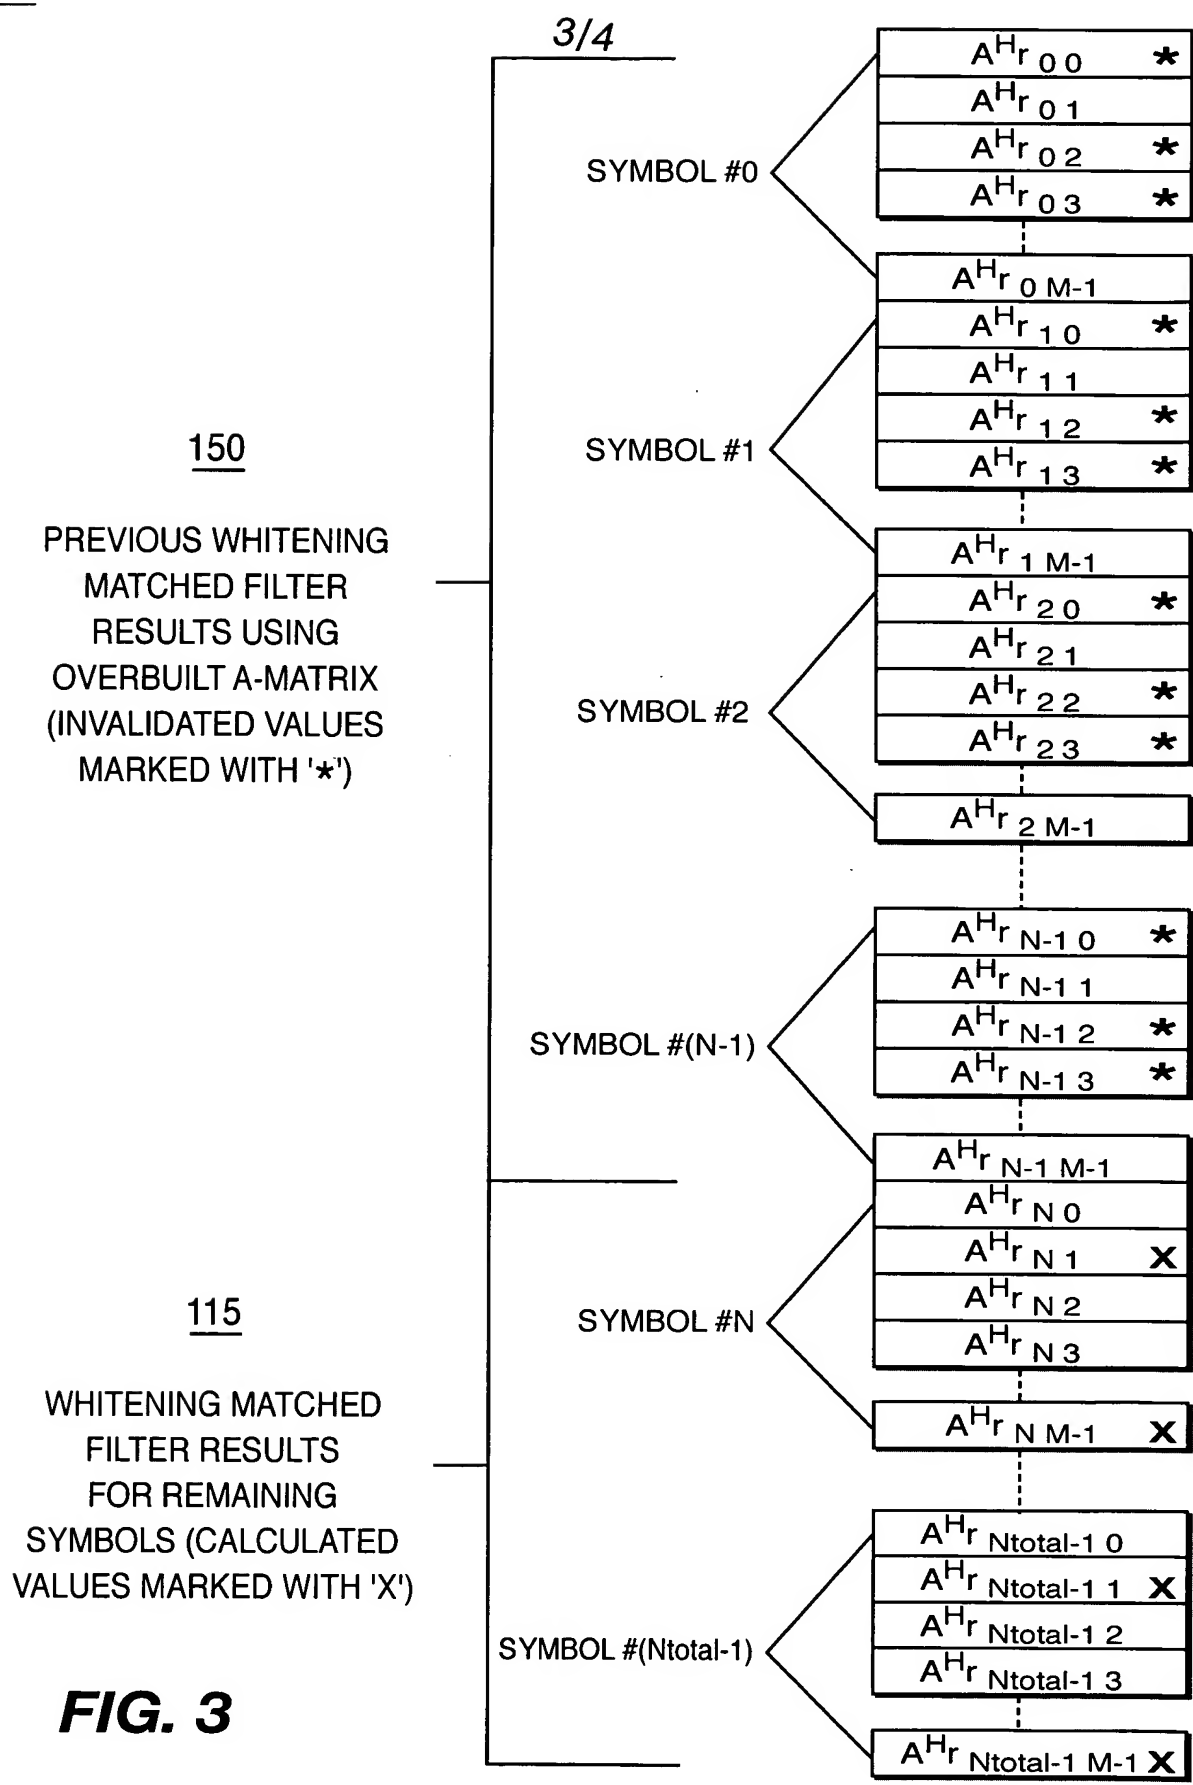 3/4
150
PREVIOUS WHITENING
MATCHED FILTER
RESULTS USING
OVERBUILT A-MATRIX
(INVALIDATED VALUES
MARKED WITH '*')
SYMBOL #0
A^H r 0 0 *
A^H r 0 1
A^H r 0 2 *
A^H r 0 3 *
A^H r 0 M-1
SYMBOL #1
A^H r 1 0 *
A^H r 1 1
A^H r 1 2 *
A^H r 1 3 *
A^H r 1 M-1
SYMBOL #2
A^H r 2 0 *
A^H r 2 1
A^H r 2 2 *
A^H r 2 3 *
A^H r 2 M-1
SYMBOL #(N-1)
A^H r N-1 0 *
A^H r N-1 1
A^H r N-1 2 *
A^H r N-1 3 *
A^H r N-1 M-1
115
WHITENING MATCHED
FILTER RESULTS
FOR REMAINING
SYMBOLS (CALCULATED
VALUES MARKED WITH 'X')
SYMBOL #N
A^H r N 0
A^H r N 1 X
A^H r N 2
A^H r N 3
A^H r N M-1 X
SYMBOL #(Ntotal-1)
A^H r Ntotal-1 0
A^H r Ntotal-1 1 X
A^H r Ntotal-1 2
A^H r Ntotal-1 3
A^H r Ntotal-1 M-1 X
FIG. 3